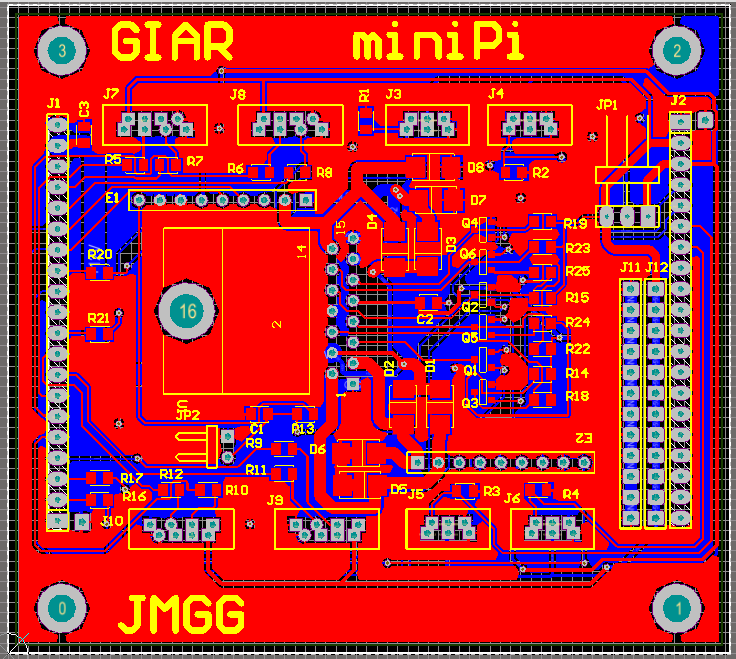 GIAR miniPi
3 2
J7 J8 R1 J3 J4 J2
J1 C3 JP1
R5 R7 R6 R8 D8 R2
E1 D7
15 D4 Q4 R19
14 D3 R23
R20 Q6 R26 J11 J12
16 R15
2 C2 Q2
R21 Q5 R24
R22
D2 D1 Q1 R14
1 Q3 R18
JP2
C1 R13
R9 D6 E2
R11
R17 R12 R10 D5 R3 R4
R16 J9 J5 J6
J10
0 1
JMGG